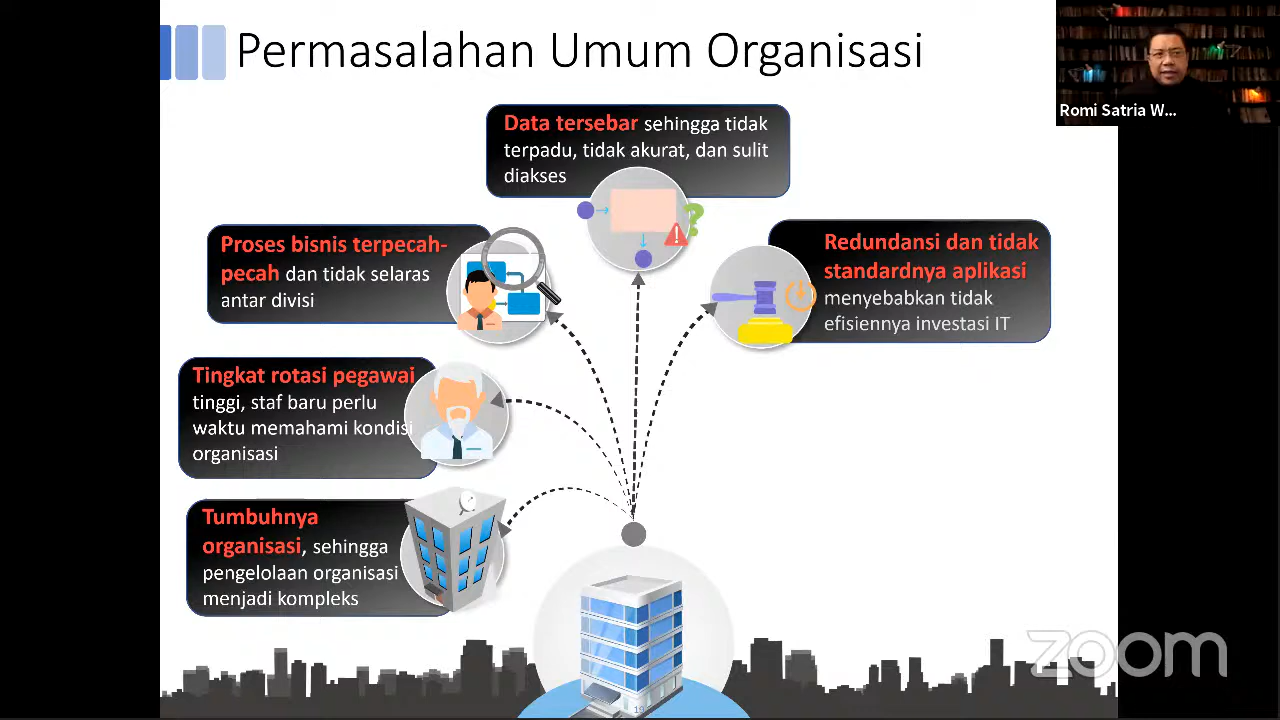 Permasalahan Umum Organisasi
Romi Satria W...
Data tersebar sehingga tidak
terpadu, tidak akurat, dan sulit
diakses
Proses bisnis terpecah-
pecah dan tidak selaras
antar divisi
Redundansi dan tidak
standardnya aplikasi
menyebabkan tidak
efisiennya investasi IT
Tingkat rotasi pegawai
tinggi, staf baru perlu
waktu memahami kondisi
organisasi
Tumbuhnya
organisasi, sehingga
pengelolaan organisasi
menjadi kompleks
zoom